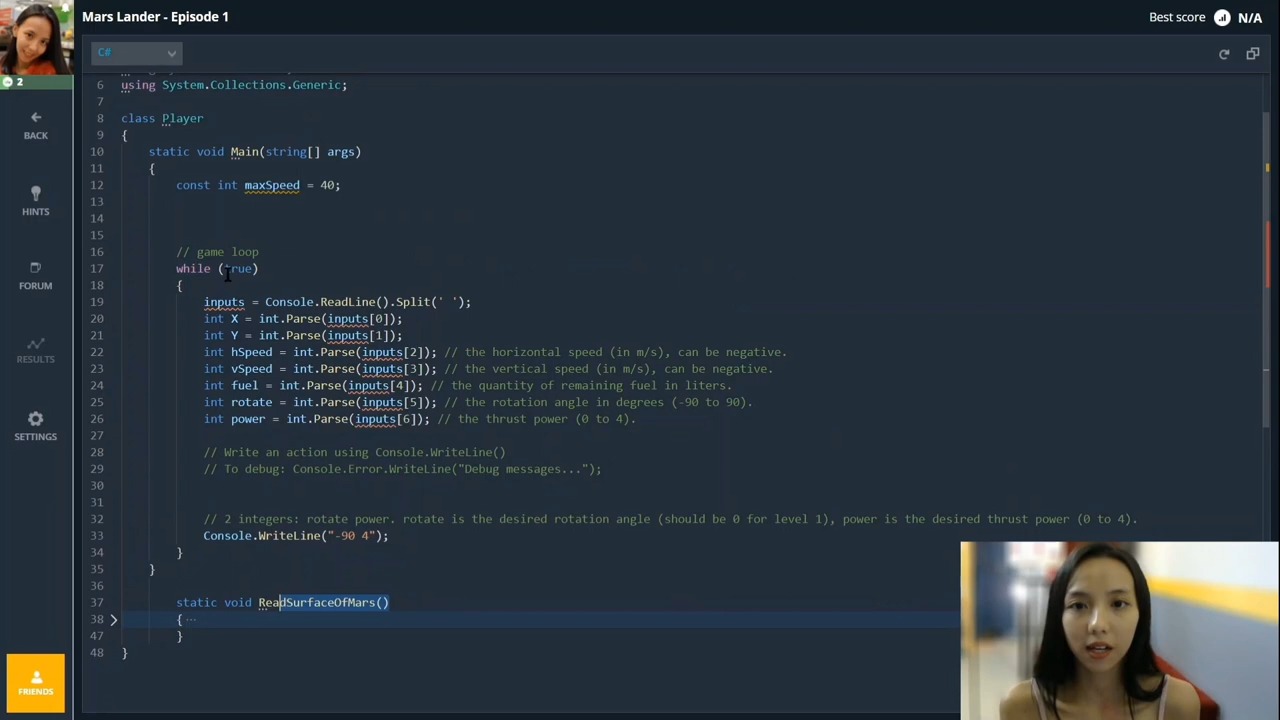 Mars Lander - Episode 1
Best score N/A
C#
2
BACK
HINTS
FORUM
RESULTS
SETTINGS
FRIENDS
6 using System.Collections.Generic;
7
8 class Player
9 {
10 static void Main(string[] args)
11 {
12 const int maxSpeed = 40;
13
14
15
16 // game loop
17 while (true)
18 {
19 inputs = Console.ReadLine().Split(' ');
20 int X = int.Parse(inputs[0]);
21 int Y = int.Parse(inputs[1]);
22 int hSpeed = int.Parse(inputs[2]); // the horizontal speed (in m/s), can be negative.
23 int vSpeed = int.Parse(inputs[3]); // the vertical speed (in m/s), can be negative.
24 int fuel = int.Parse(inputs[4]); // the quantity of remaining fuel in liters.
25 int rotate = int.Parse(inputs[5]); // the rotation angle in degrees (-90 to 90).
26 int power = int.Parse(inputs[6]); // the thrust power (0 to 4).
27
28 // Write an action using Console.WriteLine()
29 // To debug: Console.Error.WriteLine("Debug messages...");
30
31
32 // 2 integers: rotate power. rotate is the desired rotation angle (should be 0 for level 1), power is the desired thrust power (0 to 4).
33 Console.WriteLine("-90 4");
34 }
35 }
36
37 static void ReadSurfaceOfMars()
38 { ...
47 }
48 }